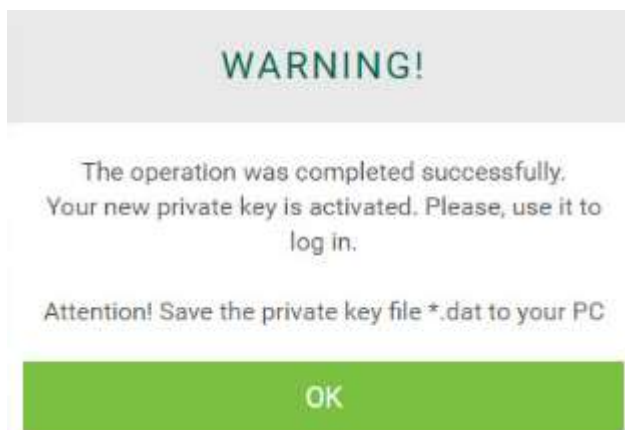 WARNING!
The operation was completed successfully.
Your new private key is activated. Please, use it to
log in.
Attention! Save the private key file *.dat to your PC
OK